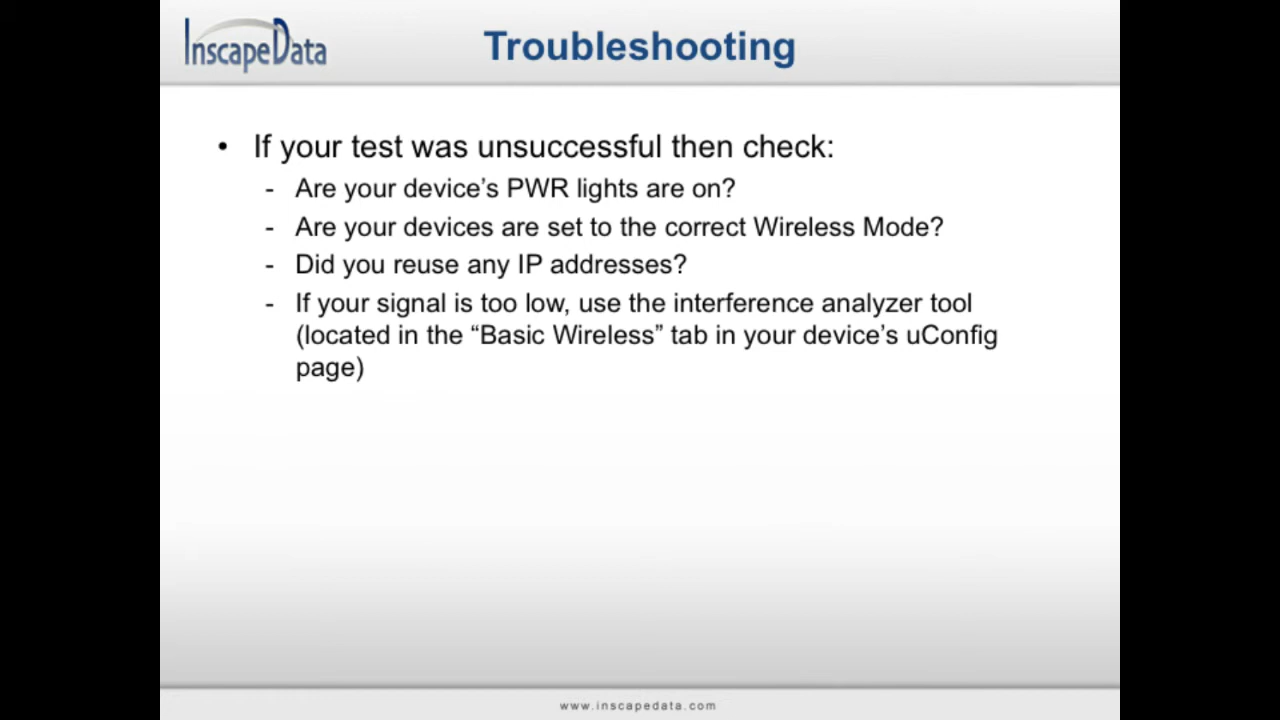 InscapeData
Troubleshooting
• If your test was unsuccessful then check:
- Are your device’s PWR lights are on?
- Are your devices are set to the correct Wireless Mode?
- Did you reuse any IP addresses?
- If your signal is too low, use the interference analyzer tool
(located in the “Basic Wireless” tab in your device’s uConfig
page)
www.inscapedata.com